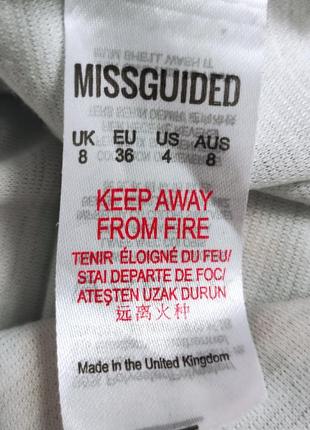 MISSGUIDED
UK EU US AUS
8 36 4 8
KEEP AWAY
FROM FIRE
TENIR ÉLOIGNÉ DU FEU/
STAI DEPARTE DE FOC/
ATEŞTEN UZAK DURUN
远离火种
Made in the United Kingdom